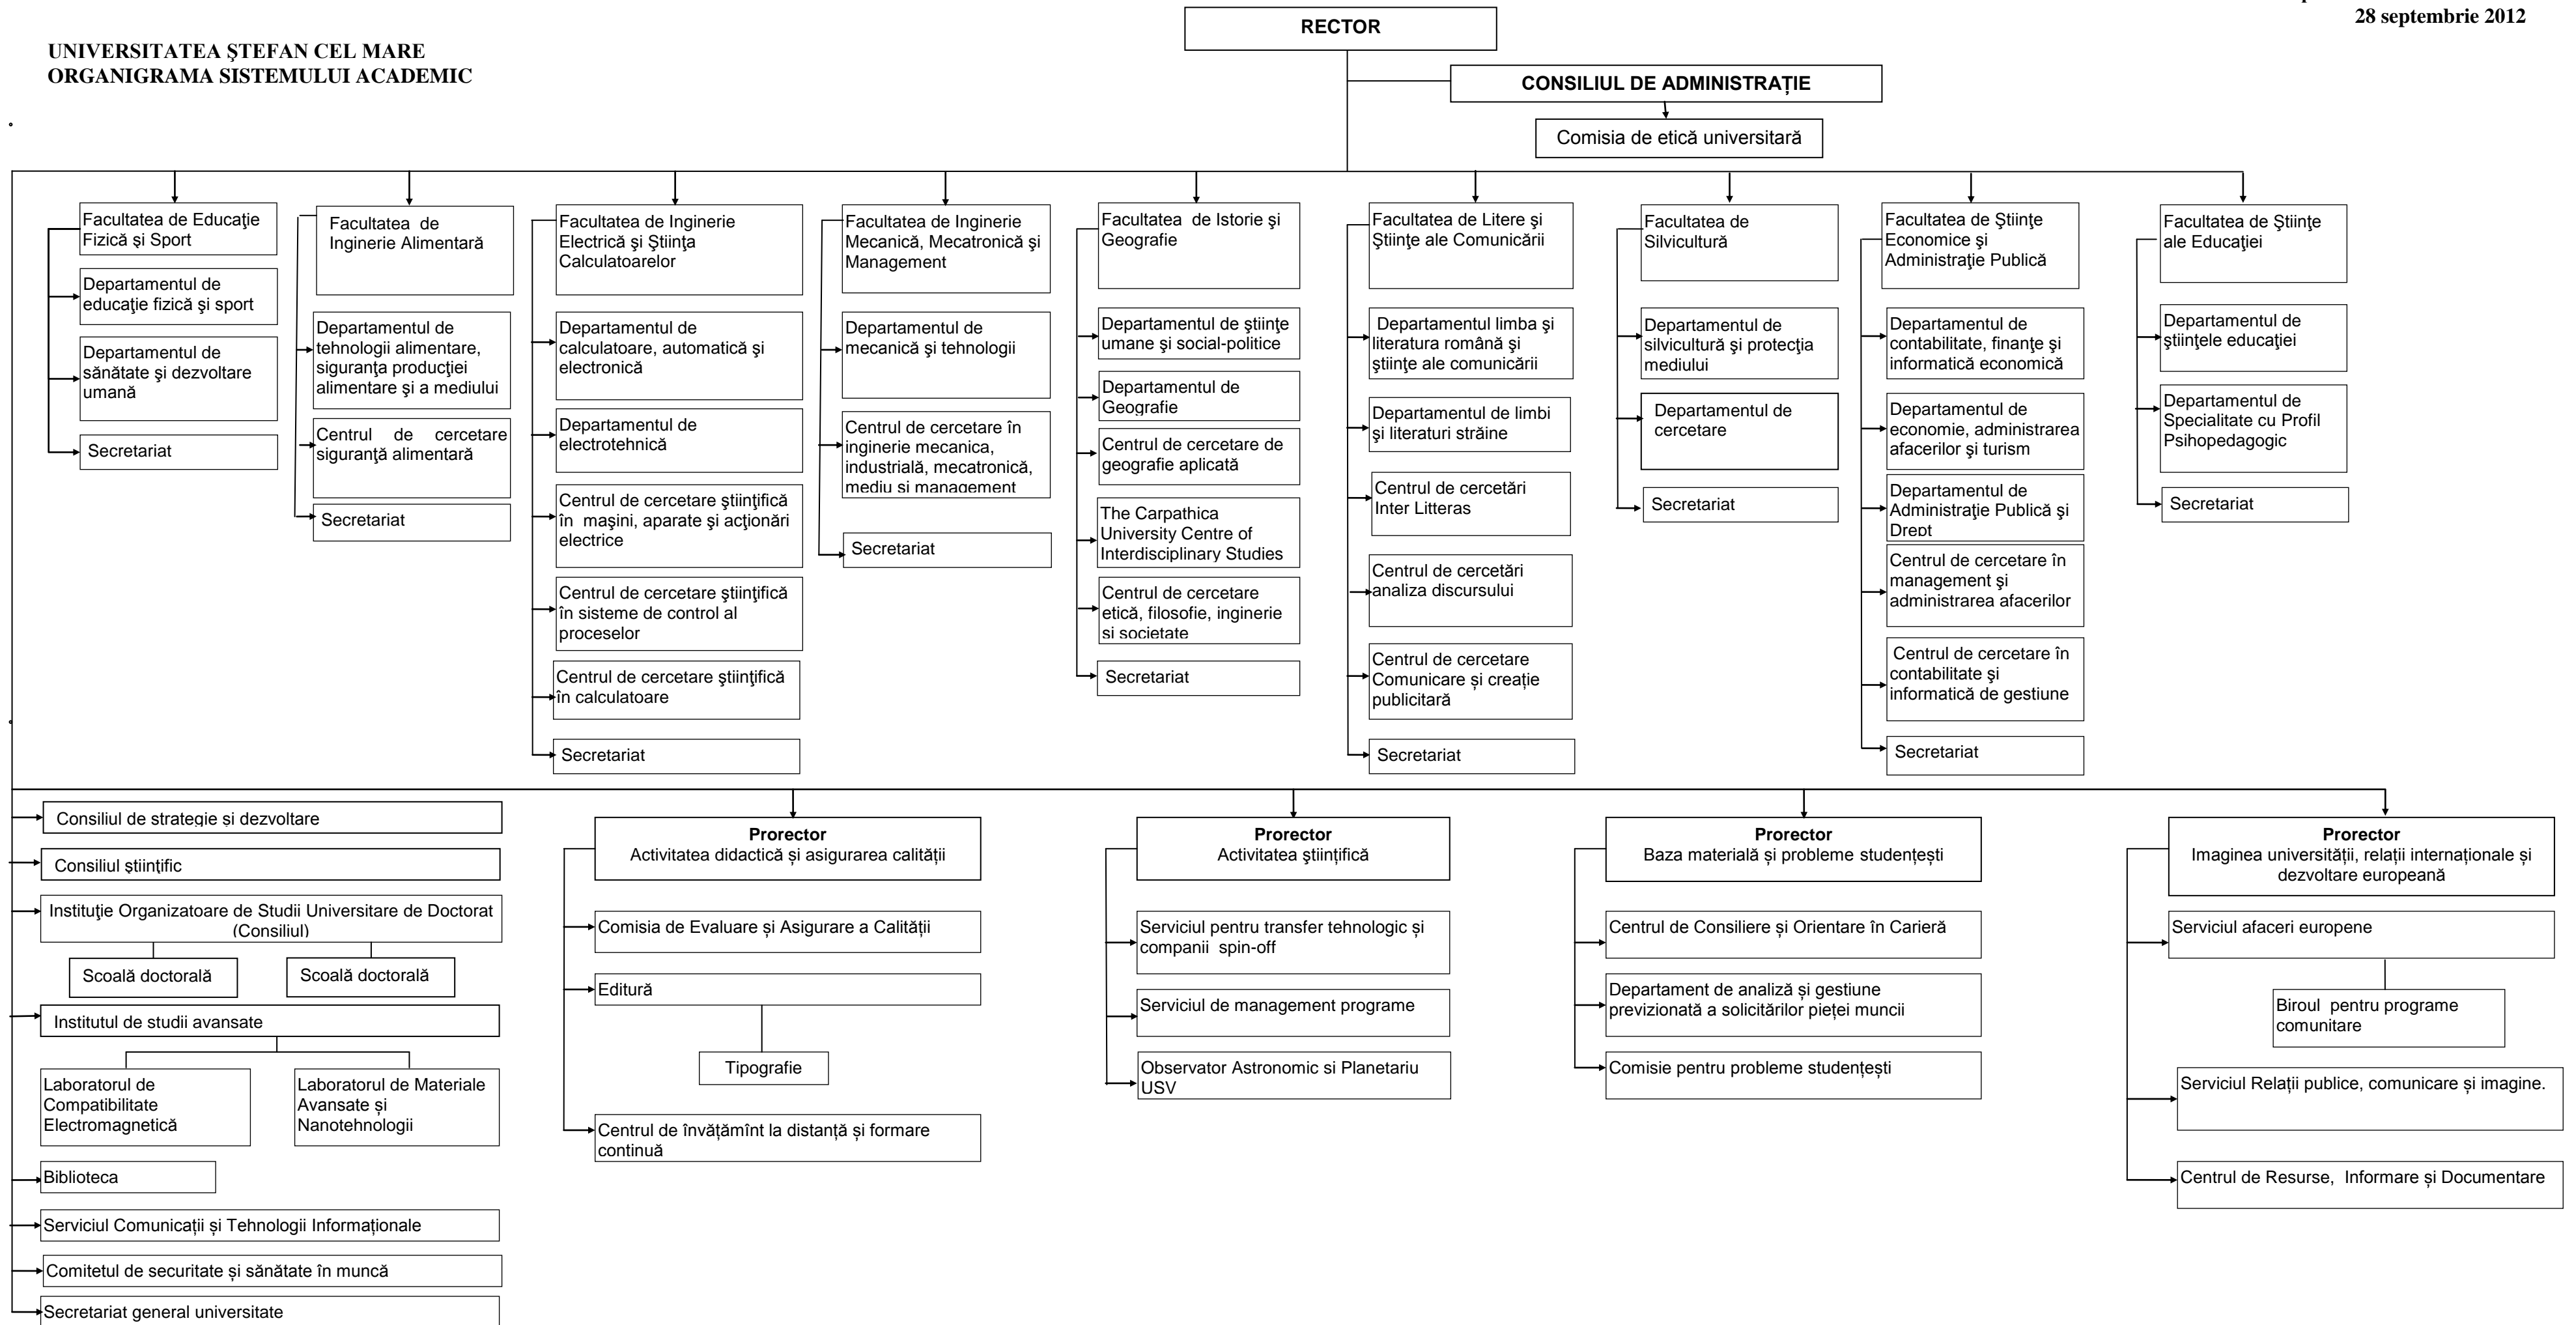 28 septembrie 2012
UNIVERSITATEA ŞTEFAN CEL MARE
ORGANIGRAMA SISTEMULUI ACADEMIC
RECTOR
CONSILIUL DE ADMINISTRAȚIE
Comisia de etică universitară
Facultatea de Educaţie
Fizică şi Sport
Departamentul de
educaţie fizică şi sport
Departamentul de
sănătate şi dezvoltare
umană
Secretariat
Facultatea de
Inginerie Alimentară
Departamentul de
tehnologii alimentare,
siguranţa producţiei
alimentare şi a mediului
Centrul de cercetare
siguranţă alimentară
Secretariat
Facultatea de Inginerie
Electrică şi Ştiinţa
Calculatoarelor
Departamentul de
calculatoare, automatică şi
electronică
Departamentul de
electrotehnică
Centrul de cercetare ştiinţifică
în maşini, aparate şi acţionări
electrice
Centrul de cercetare ştiinţifică
în sisteme de control al
proceselor
Centrul de cercetare ştiinţifică
în calculatoare
Secretariat
Facultatea de Inginerie
Mecanică, Mecatronică şi
Management
Departamentul de
mecanică şi tehnologii
Centrul de cercetare în
inginerie mecanica,
industrială, mecatronică,
mediu si management
Secretariat
Facultatea de Istorie şi
Geografie
Departamentul de ştiinţe
umane şi social-politice
Departamentul de
Geografie
Centrul de cercetare de
geografie aplicată
The Carpathica
University Centre of
Interdisciplinary Studies
Centrul de cercetare
etică, filosofie, inginerie
si societate
Secretariat
Facultatea de Litere şi
Ştiinţe ale Comunicării
Departamentul limba şi
literatura română şi
ştiinţe ale comunicării
Departamentul de limbi
şi literaturi străine
Centrul de cercetări
Inter Litteras
Centrul de cercetări
analiza discursului
Centrul de cercetare
Comunicare și creație
publicitară
Secretariat
Facultatea de
Silvicultură
Departamentul de
silvicultură şi protecţia
mediului
Departamentul de
cercetare
Secretariat
Facultatea de Ştiinţe
Economice şi
Administraţie Publică
Departamentul de
contabilitate, finanţe şi
informatică economică
Departamentul de
economie, administrarea
afacerilor şi turism
Departamentul de
Administraţie Publică şi
Drept
Centrul de cercetare în
management şi
administrarea afacerilor
Centrul de cercetare în
contabilitate şi
informatică de gestiune
Secretariat
Facultatea de Ştiinţe
ale Educaţiei
Departamentul de
ştiinţele educaţiei
Departamentul de
Specialitate cu Profil
Psihopedagogic
Secretariat
Consiliul de strategie și dezvoltare
Consiliul ştiinţific
Instituţie Organizatoare de Studii Universitare de Doctorat
(Consiliul)
Scoală doctorală
Scoală doctorală
Institutul de studii avansate
Laboratorul de
Compatibilitate
Electromagnetică
Laboratorul de Materiale
Avansate și
Nanotehnologii
Biblioteca
Serviciul Comunicații și Tehnologii Informaționale
Comitetul de securitate și sănătate în muncă
Secretariat general universitate
Prorector
Activitatea didactică și asigurarea calității
Comisia de Evaluare și Asigurare a Calității
Editură
Tipografie
Centrul de învățămînt la distanță și formare
continuă
Prorector
Activitatea ştiințifică
Serviciul pentru transfer tehnologic și
companii spin-off
Serviciul de management programe
Observator Astronomic si Planetariu
USV
Prorector
Baza materială și probleme studențești
Centrul de Consiliere și Orientare în Carieră
Departament de analiză și gestiune
previzionată a solicitărilor pieței muncii
Comisie pentru probleme studențești
Prorector
Imaginea universității, relații internaționale și
dezvoltare europeană
Serviciul afaceri europene
Biroul pentru programe
comunitare
Serviciul Relații publice, comunicare și imagine.
Centrul de Resurse, Informare și Documentare